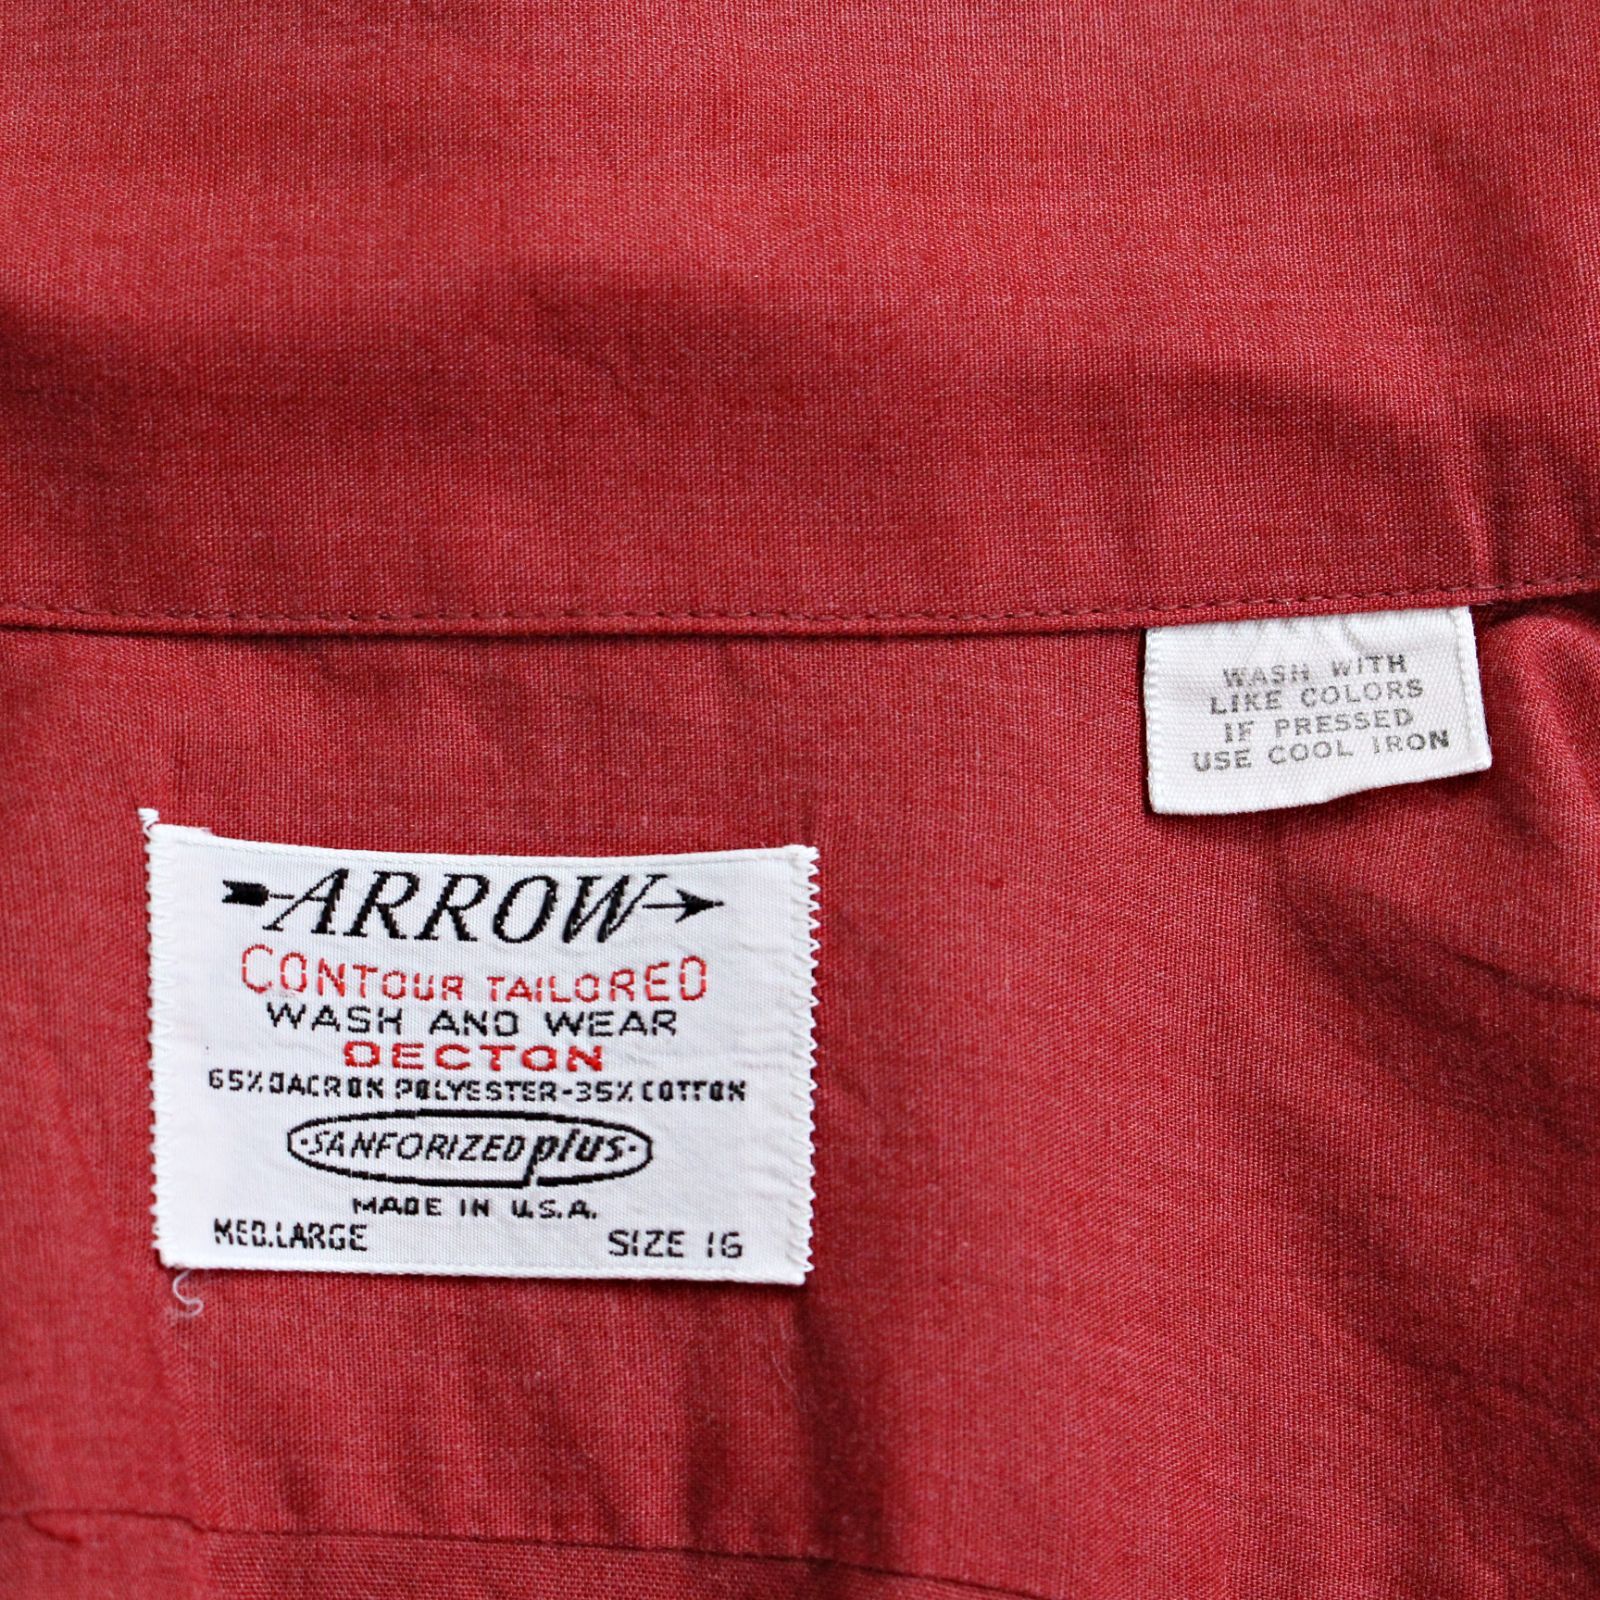 WASH WITH
LIKE COLORS
IF PRESSED
USE COOL IRON
ARROW
CONTOUR TAILORED
WASH AND WEAR
DECTON
65% DACRON POLYESTER-35% COTTON
·SANFORIZED plus·
MADE IN U.S.A.
MED.LARGE SIZE 16